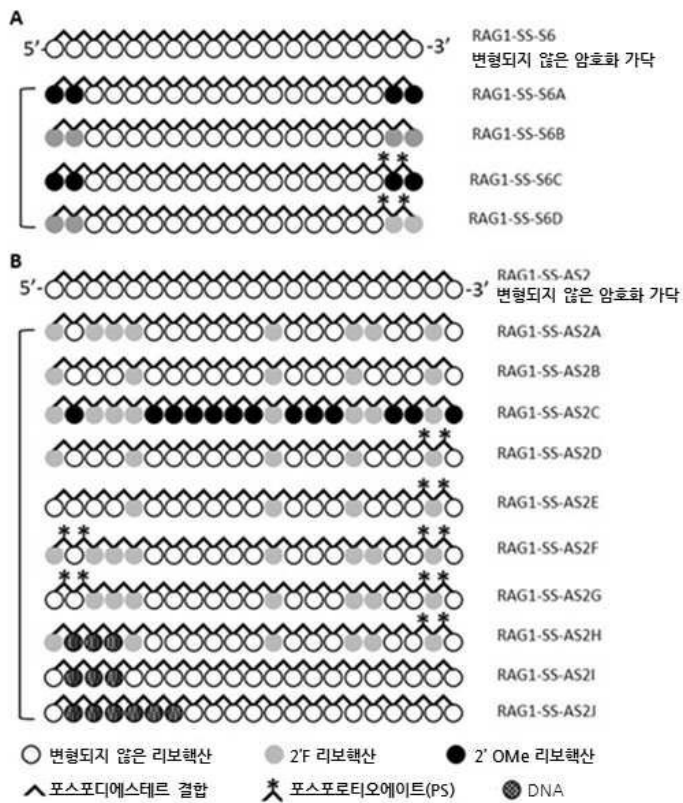 A
5'- -3' RAG1-SS-S6
변형되지 않은 암호화 가닥
RAG1-SS-S6A
RAG1-SS-S6B
* *
RAG1-SS-S6C
* *
RAG1-SS-S6D
B
5'- -3' RAG1-SS-AS2
변형되지 않은 암호화 가닥
RAG1-SS-AS2A
RAG1-SS-AS2B
RAG1-SS-AS2C
* *
RAG1-SS-AS2D
* *
RAG1-SS-AS2E
* * * *
RAG1-SS-AS2F
* * * *
RAG1-SS-AS2G
* *
RAG1-SS-AS2H
RAG1-SS-AS2I
RAG1-SS-AS2J
변형되지 않은 리보핵산 2'F 리보핵산 2' OMe 리보핵산
포스포디에스테르 결합 * 포스포로티오에이트(PS) DNA